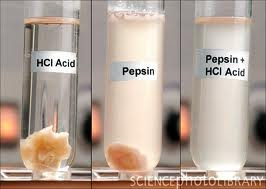 HCl Acid
Pepsin
Pepsin +
HCl Acid
SCIENCEPHOTOLIBRARY